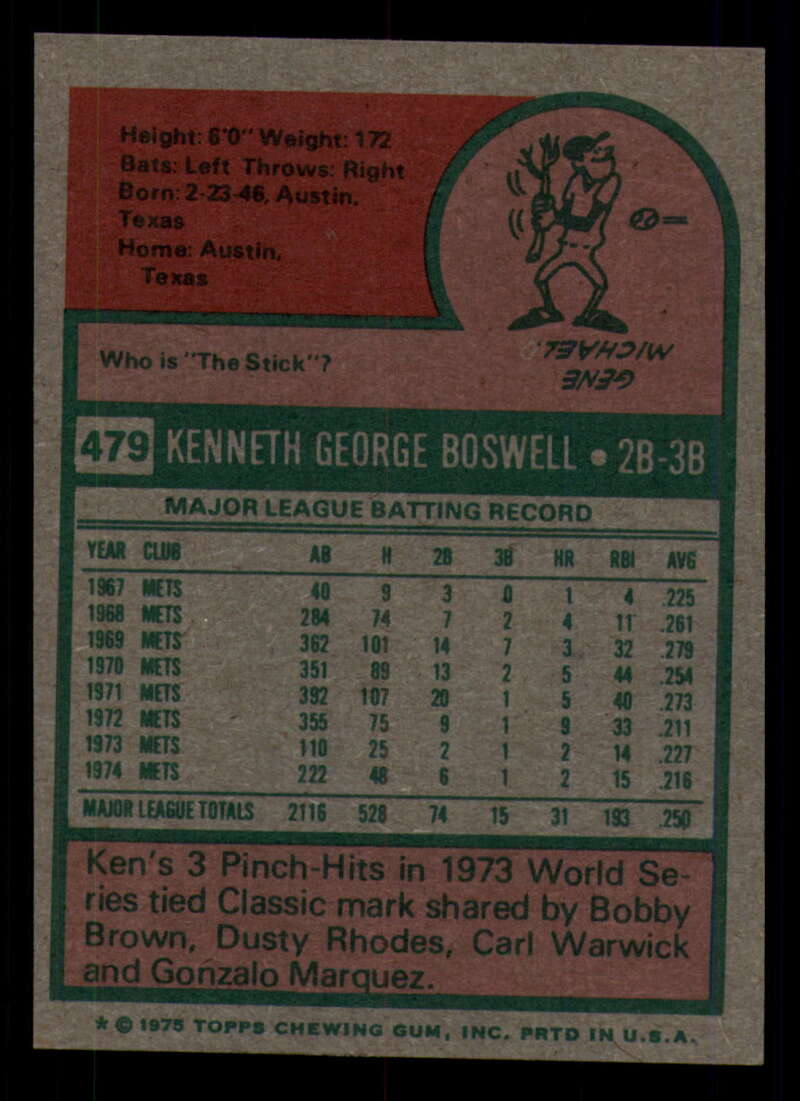 Height: 6'0" Weight: 172
Bats: Left Throws: Right
Born: 2-23-46, Austin,
Texas
Home: Austin,
Texas
Who is "The Stick"?
GENE
MICHAEL.
479 KENNETH GEORGE BOSWELL • 2B-3B
MAJOR LEAGUE BATTING RECORD
YEAR CLUB AB H 2B 3B HR RBI AVG
1967 METS 40 9 3 0 1 4 .225
1968 METS 284 74 7 2 4 11 .261
1969 METS 362 101 14 7 3 32 .279
1970 METS 351 89 13 2 5 44 .254
1971 METS 392 107 20 1 5 40 .273
1972 METS 355 75 9 1 9 33 .211
1973 METS 110 25 2 1 2 14 .227
1974 METS 222 48 6 1 2 15 .216
MAJOR LEAGUE TOTALS 2116 528 74 15 31 193 .250
Ken's 3 Pinch-Hits in 1973 World Se-
ries tied Classic mark shared by Bobby
Brown, Dusty Rhodes, Carl Warwick
and Gonzalo Marquez.
* © 1975 TOPPS CHEWING GUM, INC. PRTD IN U.S.A.